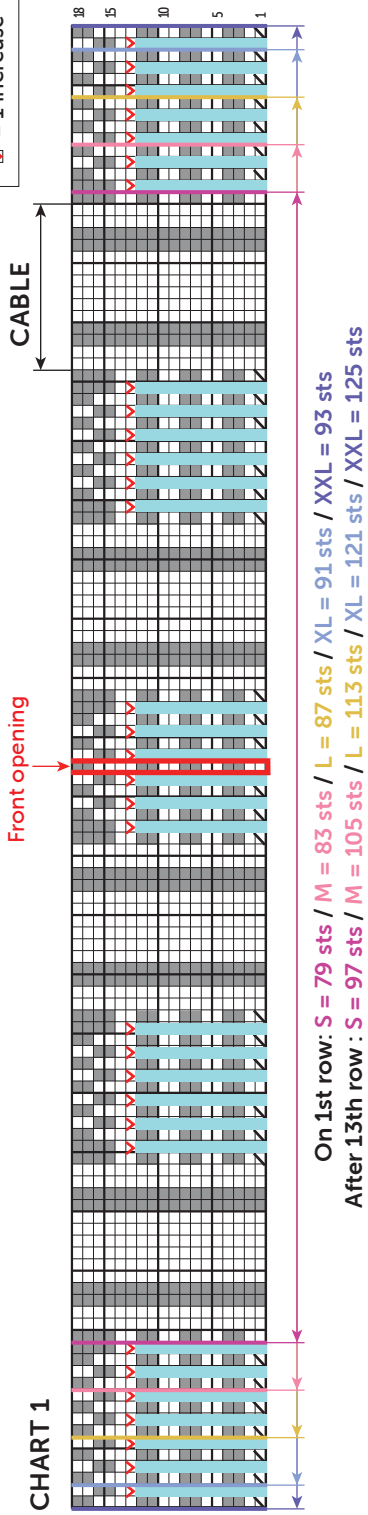 = 1 increase
CHART 1
Front opening
CABLE
18
15
10
5
1
On 1st row: S = 79 sts / M = 83 sts / L = 87 sts / XL = 91 sts / XXL = 93 sts
After 13th row : S = 97 sts / M = 105 sts / L = 113 sts / XL = 121 sts / XXL = 125 sts